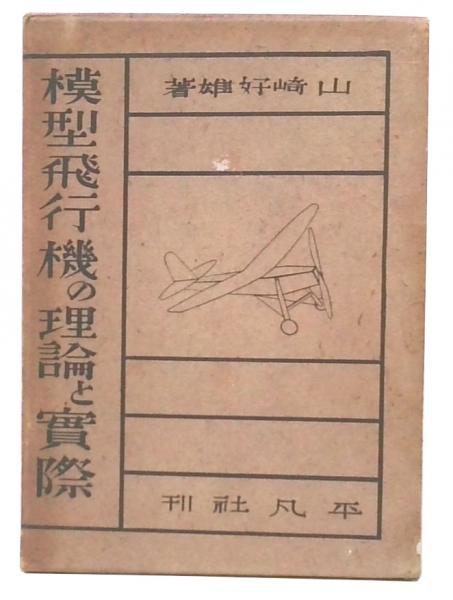 模型飛行機の理論と實際
山崎好雄著
平凡社刊